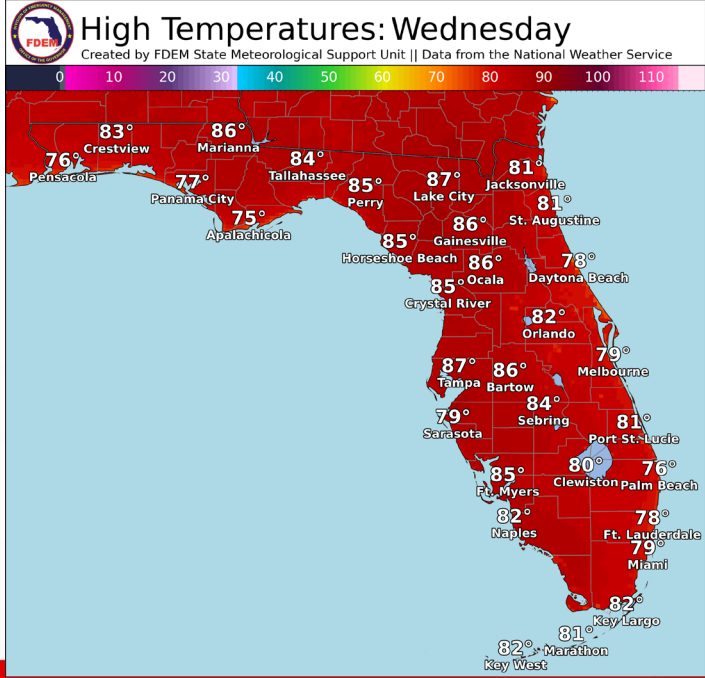 High Temperatures: Wednesday
Created by FDEM State Meteorological Support Unit || Data from the National Weather Service
FDEM
0 10 20 30 40 50 60 70 80 90 100 110
83°
Crestview
86°
Marianna
76°
Pensacola
77°
Panama City
84°
Tallahassee
75°
Apalachicola
85°
Perry
87°
Lake City
81°
Jacksonville
81°
St. Augustine
86°
Gainesville
85°
Horseshoe Beach
86°
Ocala
78°
Daytona Beach
85°
Crystal River
82°
Orlando
79°
Melbourne
87°
Tampa
86°
Bartow
84°
Sebring
79°
Sarasota
81°
Port St. Lucie
80°
Clewiston
76°
Palm Beach
85°
Ft. Myers
82°
Naples
78°
Ft. Lauderdale
79°
Miami
82°
Key Largo
81°
Marathon
82°
Key West